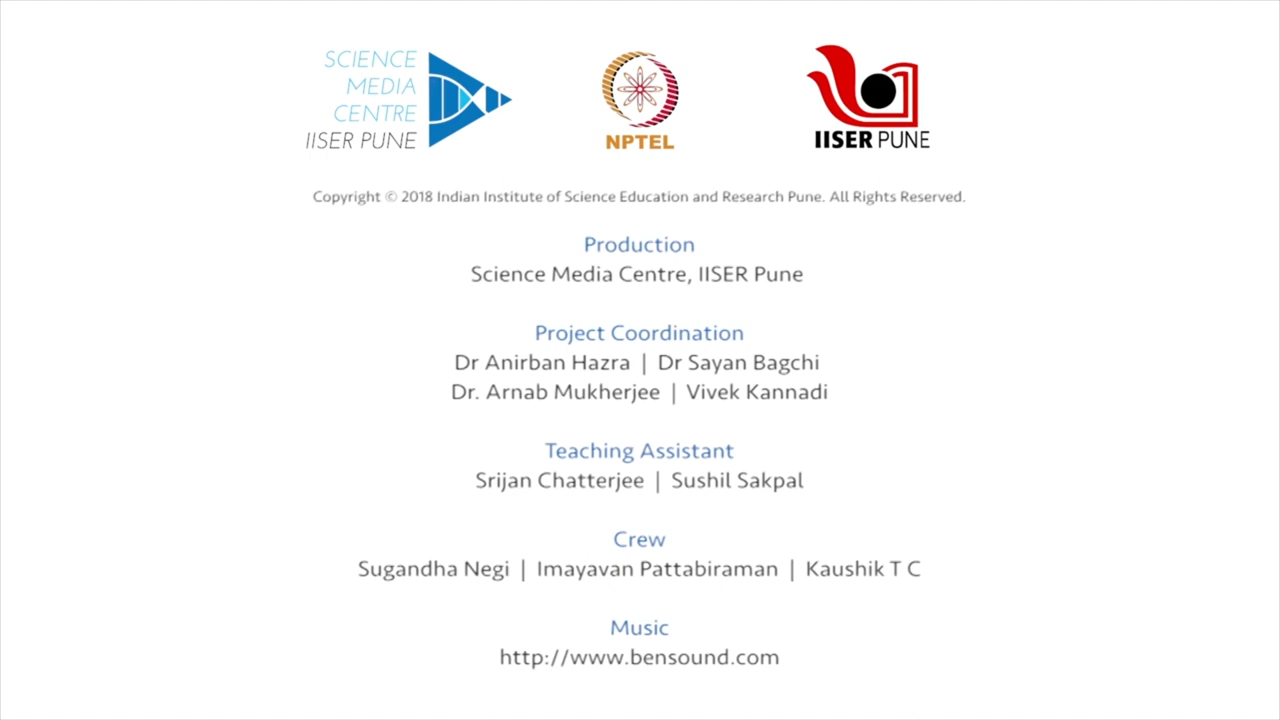 SCIENCE
MEDIA
CENTRE
IISER PUNE
NPTEL
IISER PUNE
Copyright © 2018 Indian Institute of Science Education and Research Pune. All Rights Reserved.
Production
Science Media Centre, IISER Pune
Project Coordination
Dr Anirban Hazra | Dr Sayan Bagchi
Dr. Arnab Mukherjee | Vivek Kannadi
Teaching Assistant
Srijan Chatterjee | Sushil Sakpal
Crew
Sugandha Negi | Imayavan Pattabiraman | Kaushik T C
Music
http://www.bensound.com